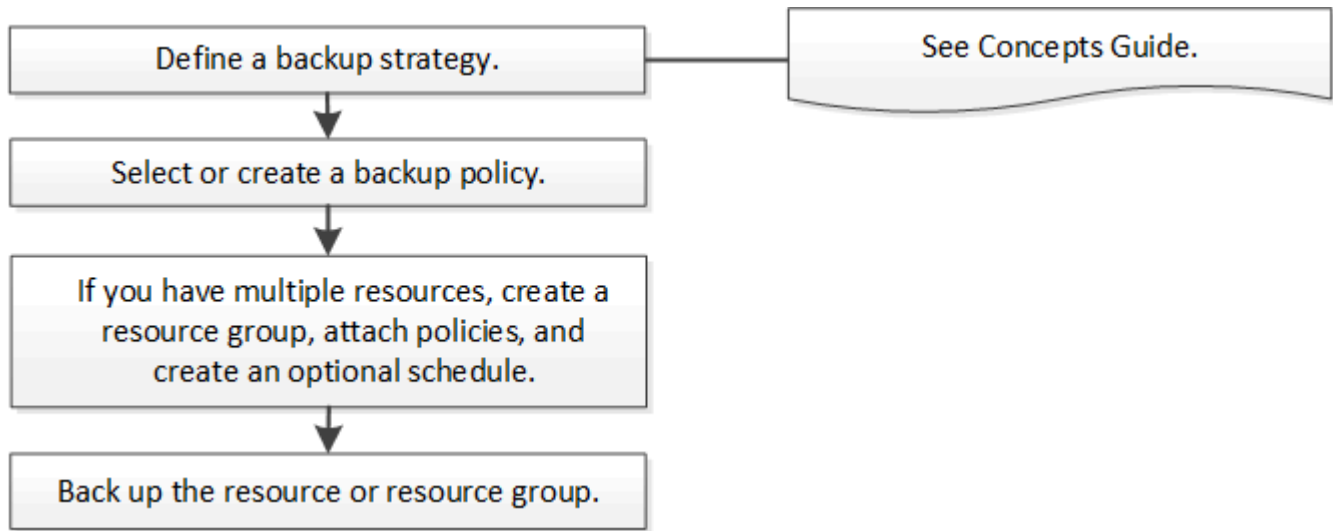 Define a backup strategy.
See Concepts Guide.
Select or create a backup policy.
If you have multiple resources, create a
resource group, attach policies, and
create an optional schedule.
Back up the resource or resource group.